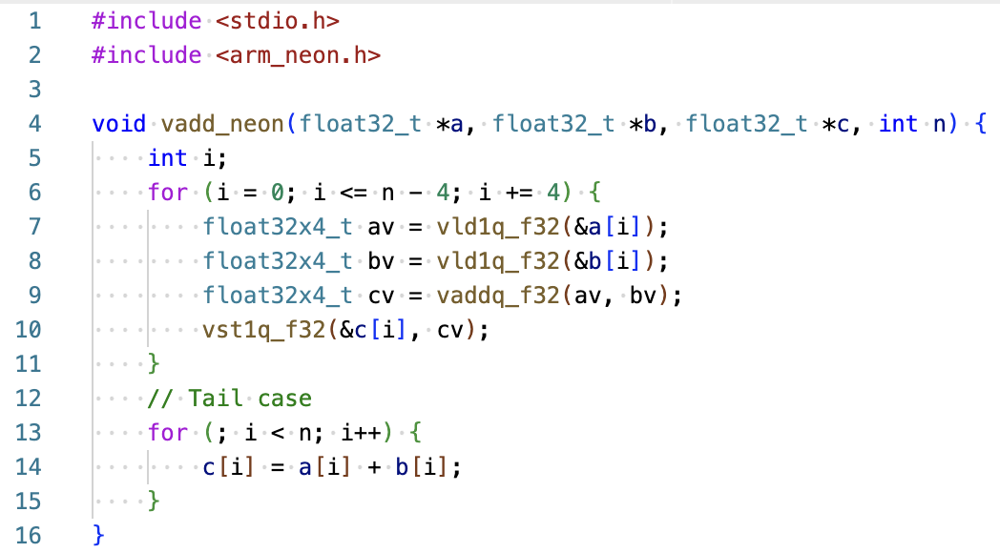 1 #include <stdio.h>
2 #include <arm_neon.h>
3
4 void vadd_neon(float32_t *a, float32_t *b, float32_t *c, int n) {
5     int i;
6     for (i = 0; i <= n - 4; i += 4) {
7         float32x4_t av = vld1q_f32(&a[i]);
8         float32x4_t bv = vld1q_f32(&b[i]);
9         float32x4_t cv = vaddq_f32(av, bv);
10         vst1q_f32(&c[i], cv);
11     }
12     // Tail case
13     for (; i < n; i++) {
14         c[i] = a[i] + b[i];
15     }
16 }